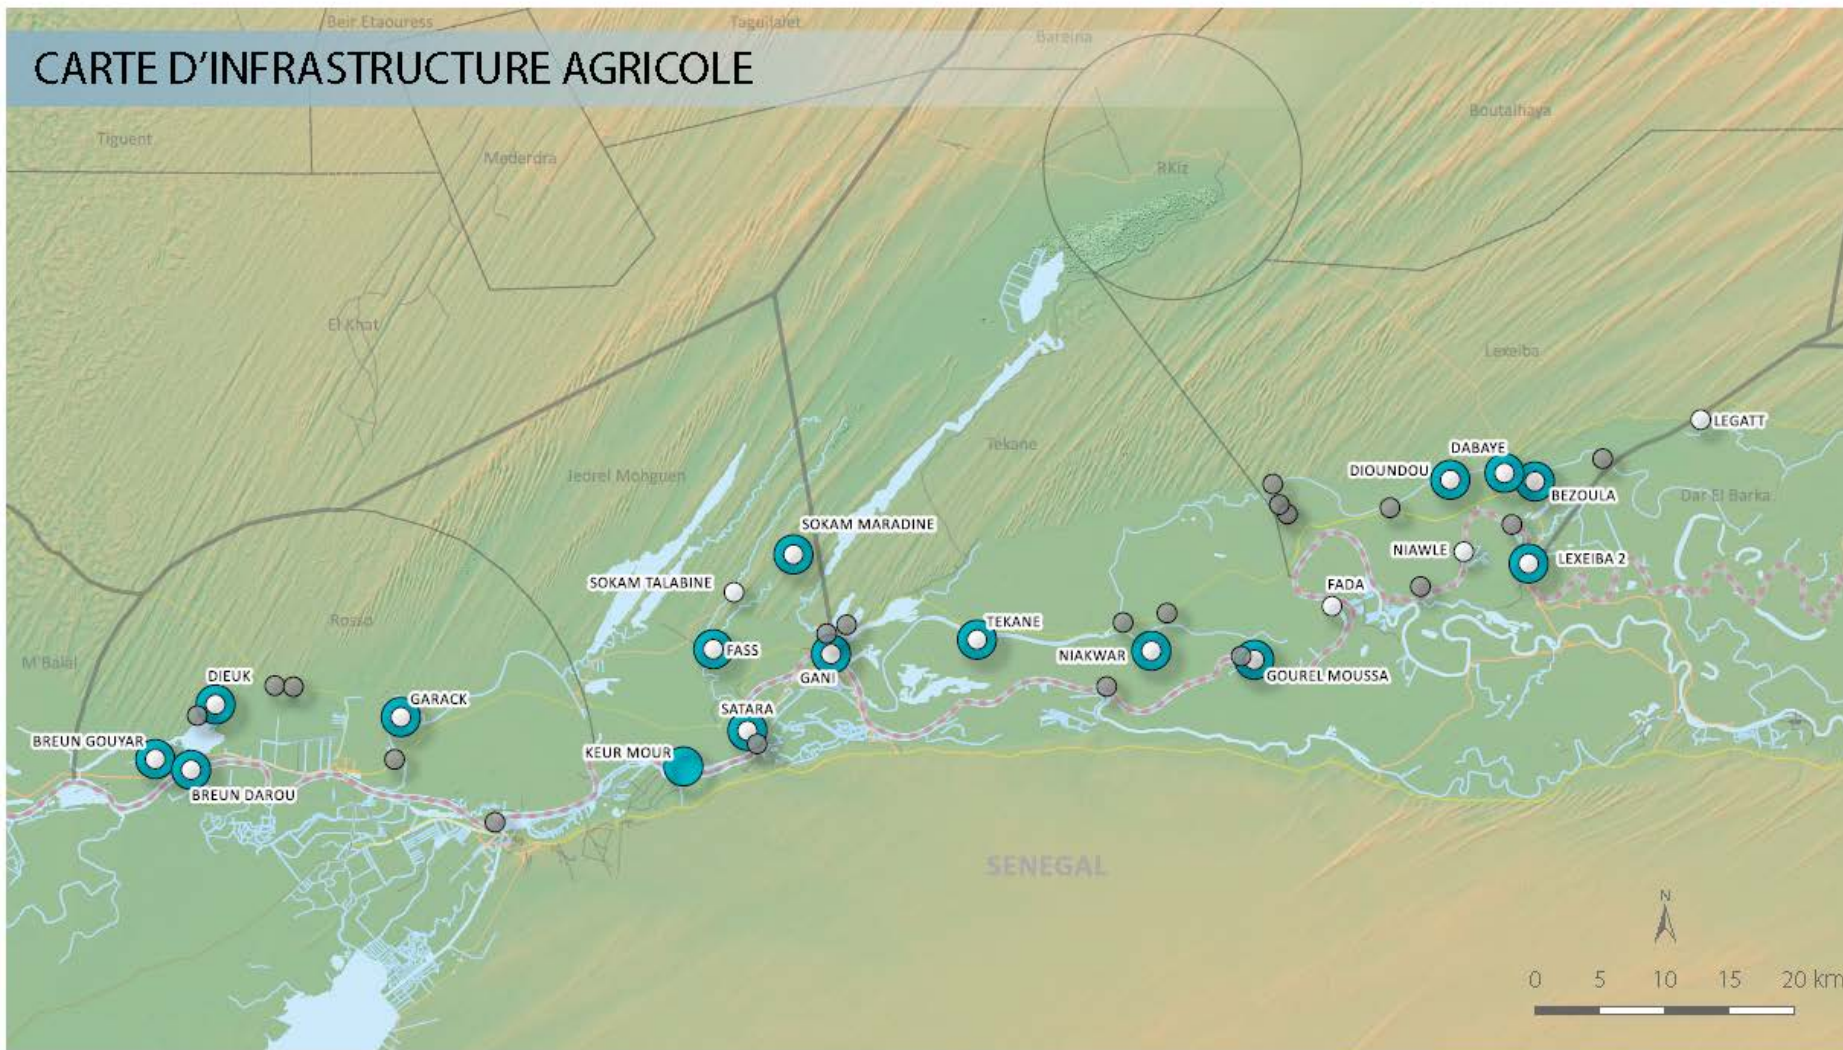 Beir Etaouress
Taguilalet
Bareina
CARTE D'INFRASTRUCTURE AGRICOLE
Boutalhaya
Tiguent
Mederdra
RKiz
El Khat
Lexeiba
LEGATT
DABAYE
Tekane
DIOUNDOU
Jedrel Mohguen
BEZOULA
Dar El Barka
SOKAM MARADINE
NIAWLE
LEXEIBA 2
SOKAM TALABINE
FADA
Rosso
TEKANE
FASS
NIAKWAR
M'Balal
DIEUK
GANI
GOUREL MOUSSA
GARACK
SATARA
BREUN GOUYAR
KEUR MOUR
BREUN DAROU
SENEGAL
N
0 5 10 15 20 km